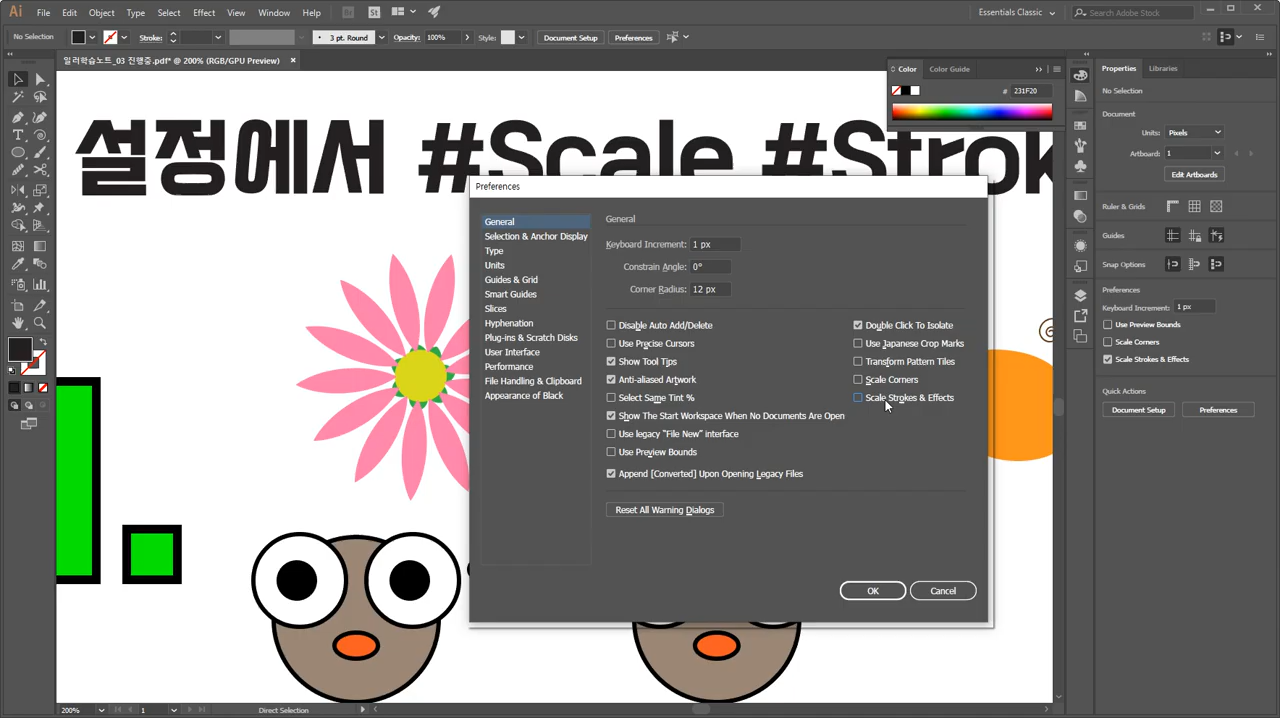 Ai File Edit Object Type Select Effect View Window Help Br St Essentials Classic Search Adobe Stock
No Selection Stroke: 3 pt. Round Opacity: 100% Style: Document Setup Preferences
일러학습노트_03 진행중.pdf* @ 200% (RGB/GPU Preview)
설정에서 #Scale #Strok
Color Color Guide
# 231F20
Properties Libraries
No Selection
Document
Units: Pixels
Artboard: 1
Edit Artboards
Ruler & Grids
Guides
Snap Options
Preferences
Keyboard Increment: 1 px
Use Preview Bounds
Scale Corners
Scale Strokes & Effects
Quick Actions
Document Setup Preferences
Preferences
General
Selection & Anchor Display
Type
Units
Guides & Grid
Smart Guides
Slices
Hyphenation
Plug-ins & Scratch Disks
User Interface
Performance
File Handling & Clipboard
Appearance of Black
General
Keyboard Increment: 1 px
Constrain Angle: 0°
Corner Radius: 12 px
Disable Auto Add/Delete
Use Precise Cursors
Show Tool Tips
Anti-aliased Artwork
Select Same Tint %
Show The Start Workspace When No Documents Are Open
Use legacy "File New" interface
Use Preview Bounds
Append [Converted] Upon Opening Legacy Files
Double Click To Isolate
Use Japanese Crop Marks
Transform Pattern Tiles
Scale Corners
Scale Strokes & Effects
Reset All Warning Dialogs
OK Cancel
200% 1 Direct Selection